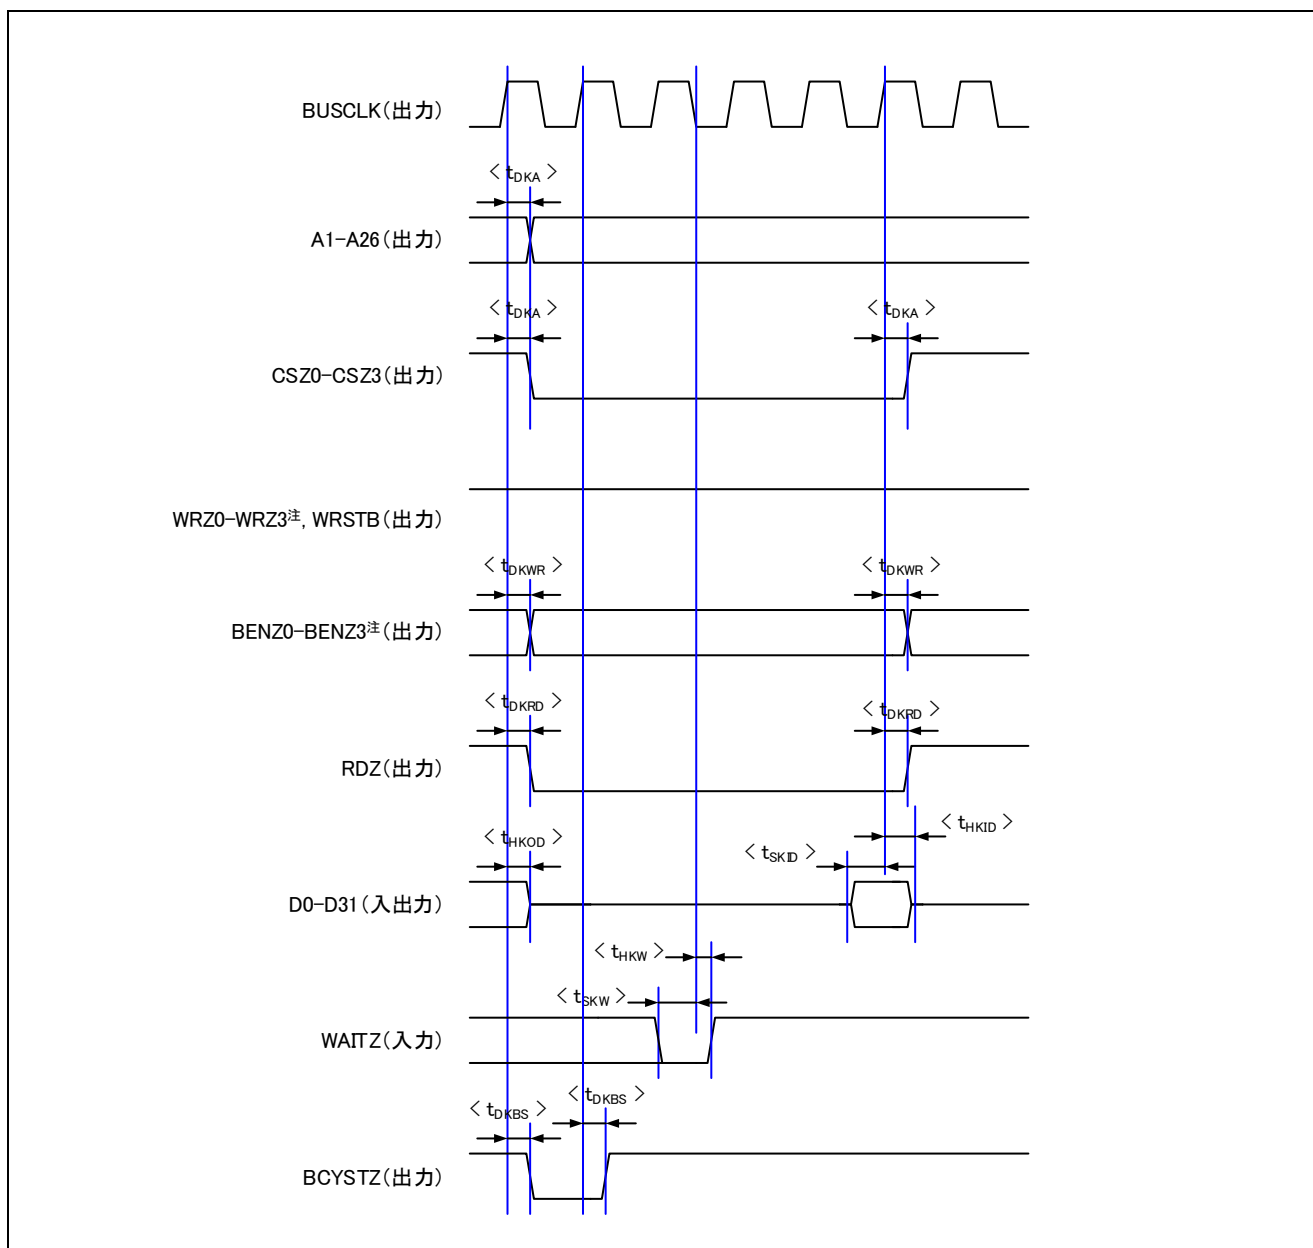 BUSCLK(出力)
< tDKA >
A1-A26(出力)
< tDKA > < tDKA >
CSZ0-CSZ3(出力)
WRZ0-WRZ3注, WRSTB(出力)
< tDKWR > < tDKWR >
BENZ0-BENZ3注(出力)
< tDKRD > < tDKRD >
RDZ(出力)
< tHKID >
< tHKOD > < tSKID >
D0-D31(入出力)
< tHKW >
< tSKW >
WAITZ(入力)
< tDKBS >
< tDKBS >
BCYSTZ(出力)